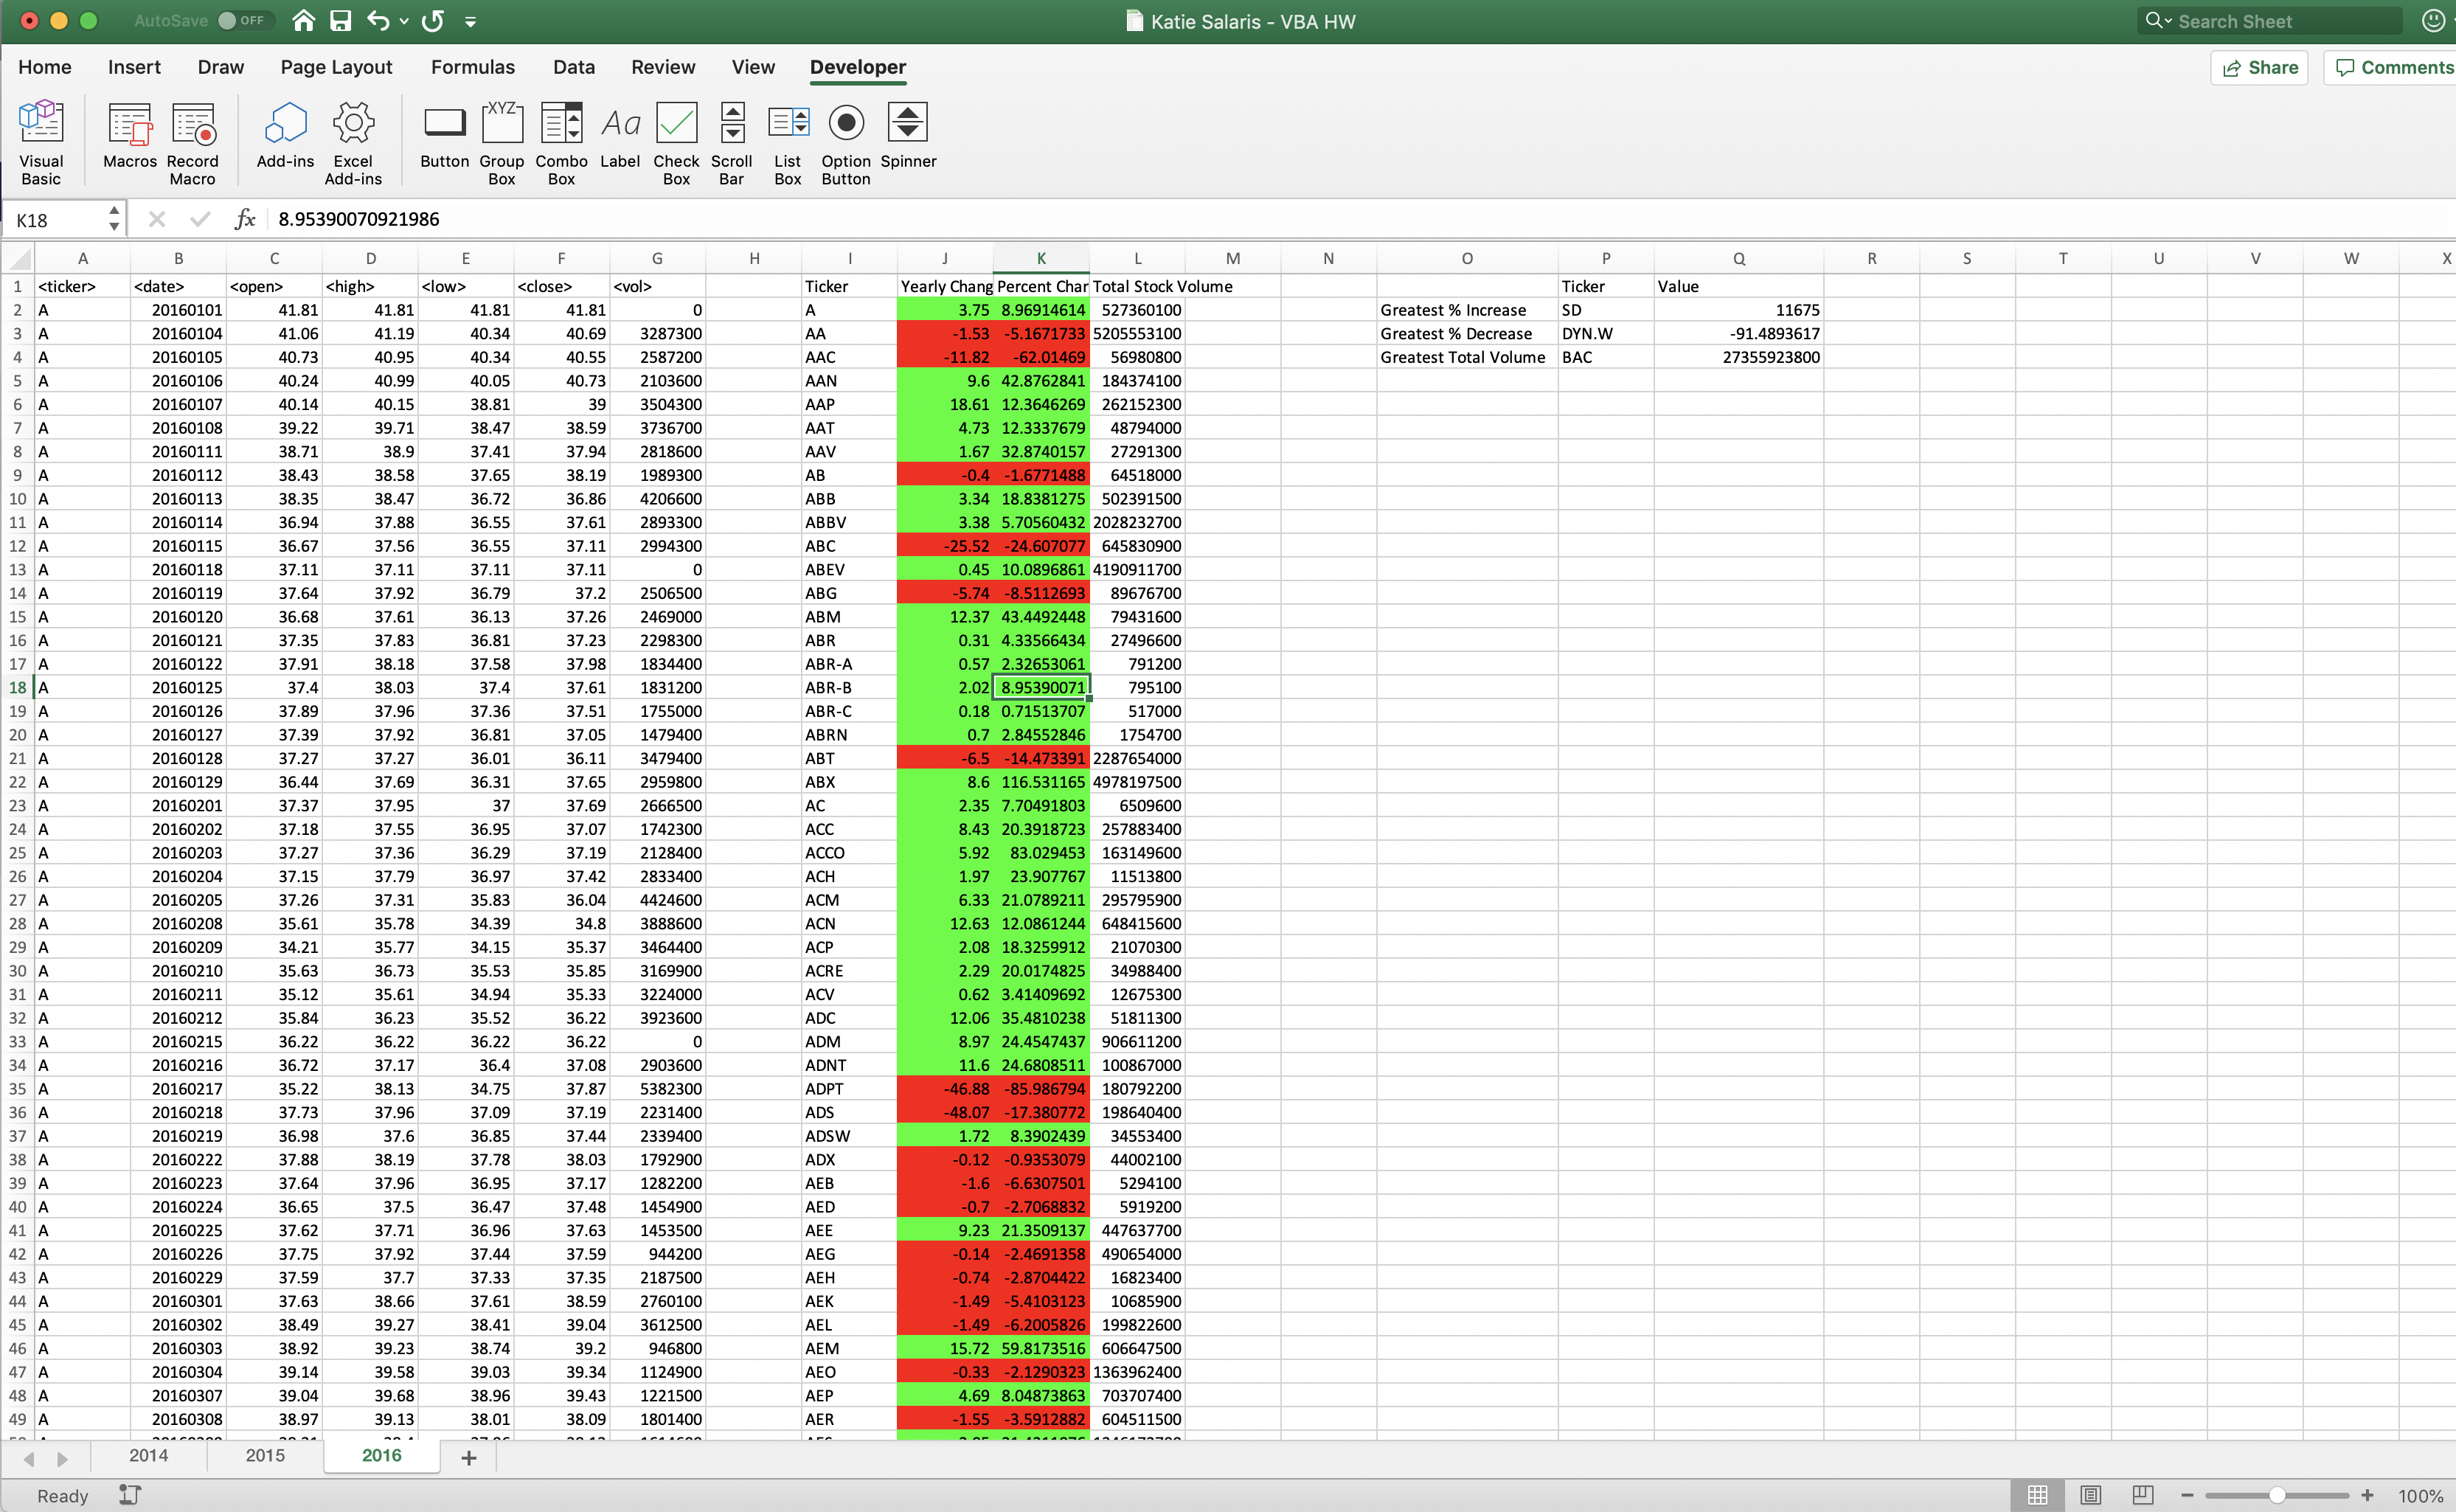 AutoSave OFF Katie Salaris - VBA HW Search Sheet
Home Insert Draw Page Layout Formulas Data Review View Developer Share Comments
Visual Basic Macros Record Macro Add-ins Excel Add-ins Button Group Box Combo Box Label Check Box Scroll Bar List Box Option Button Spinner
K18 fx 8.95390070921986
A B C D E F G H I J K L M N O P Q R S T U V W X
1 <ticker> <date> <open> <high> <low> <close> <vol> Ticker Yearly Chang Percent Char Total Stock Volume Ticker Value
2 A 20160101 41.81 41.81 41.81 41.81 0 A 3.75 8.96914614 527360100 Greatest % Increase SD 11675
3 A 20160104 41.06 41.19 40.34 40.69 3287300 AA -1.53 -5.1671733 5205553100 Greatest % Decrease DYN.W -91.4893617
4 A 20160105 40.73 40.95 40.34 40.55 2587200 AAC -11.82 -62.01469 56980800 Greatest Total Volume BAC 27355923800
5 A 20160106 40.24 40.99 40.05 40.73 2103600 AAN 9.6 42.8762841 184374100
6 A 20160107 40.14 40.15 38.81 39 3504300 AAP 18.61 12.3646269 262152300
7 A 20160108 39.22 39.71 38.47 38.59 3736700 AAT 4.73 12.3337679 48794000
8 A 20160111 38.71 38.9 37.41 37.94 2818600 AAV 1.67 32.8740157 27291300
9 A 20160112 38.43 38.58 37.65 38.19 1989300 AB -0.4 -1.6771488 64518000
10 A 20160113 38.35 38.47 36.72 36.86 4206600 ABB 3.34 18.8381275 502391500
11 A 20160114 36.94 37.88 36.55 37.61 2893300 ABBV 3.38 5.70560432 2028232700
12 A 20160115 36.67 37.56 36.55 37.11 2994300 ABC -25.52 -24.607077 645830900
13 A 20160118 37.11 37.11 37.11 37.11 0 ABEV 0.45 10.0896861 4190911700
14 A 20160119 37.64 37.92 36.79 37.2 2506500 ABG -5.74 -8.5112693 89676700
15 A 20160120 36.68 37.61 36.13 37.26 2469000 ABM 12.37 43.4492448 79431600
16 A 20160121 37.35 37.83 36.81 37.23 2298300 ABR 0.31 4.33566434 27496600
17 A 20160122 37.91 38.18 37.58 37.98 1834400 ABR-A 0.57 2.32653061 791200
18 A 20160125 37.4 38.03 37.4 37.61 1831200 ABR-B 2.02 8.95390071 795100
19 A 20160126 37.89 37.96 37.36 37.51 1755000 ABR-C 0.18 0.71513707 517000
20 A 20160127 37.39 37.92 36.81 37.05 1479400 ABRN 0.7 2.84552846 1754700
21 A 20160128 37.27 37.27 36.01 36.11 3479400 ABT -6.5 -14.473391 2287654000
22 A 20160129 36.44 37.69 36.31 37.65 2959800 ABX 8.6 116.531165 4978197500
23 A 20160201 37.37 37.95 37 37.69 2666500 AC 2.35 7.70491803 6509600
24 A 20160202 37.18 37.55 36.95 37.07 1742300 ACC 8.43 20.3918723 257883400
25 A 20160203 37.27 37.36 36.29 37.19 2128400 ACCO 5.92 83.029453 163149600
26 A 20160204 37.15 37.79 36.97 37.42 2833400 ACH 1.97 23.907767 11513800
27 A 20160205 37.26 37.31 35.83 36.04 4424600 ACM 6.33 21.0789211 295795900
28 A 20160208 35.61 35.78 34.39 34.8 3888600 ACN 12.63 12.0861244 648415600
29 A 20160209 34.21 35.77 34.15 35.37 3464400 ACP 2.08 18.3259912 21070300
30 A 20160210 35.63 36.73 35.53 35.85 3169900 ACRE 2.29 20.0174825 34988400
31 A 20160211 35.12 35.61 34.94 35.33 3224000 ACV 0.62 3.41409692 12675300
32 A 20160212 35.84 36.23 35.52 36.22 3923600 ADC 12.06 35.4810238 51811300
33 A 20160215 36.22 36.22 36.22 36.22 0 ADM 8.97 24.4547437 906611200
34 A 20160216 36.72 37.17 36.4 37.08 2903600 ADNT 11.6 24.6808511 100867000
35 A 20160217 35.22 38.13 34.75 37.87 5382300 ADPT -46.88 -85.986794 180792200
36 A 20160218 37.73 37.96 37.09 37.19 2231400 ADS -48.07 -17.380772 198640400
37 A 20160219 36.98 37.6 36.85 37.44 2339400 ADSW 1.72 8.3902439 34553400
38 A 20160222 37.88 38.19 37.78 38.03 1792900 ADX -0.12 -0.9353079 44002100
39 A 20160223 37.64 37.96 36.95 37.17 1282200 AEB -1.6 -6.6307501 5294100
40 A 20160224 36.65 37.5 36.47 37.48 1454900 AED -0.7 -2.7068832 5919200
41 A 20160225 37.62 37.71 36.96 37.63 1453500 AEE 9.23 21.3509137 447637700
42 A 20160226 37.75 37.92 37.44 37.59 944200 AEG -0.14 -2.4691358 490654000
43 A 20160229 37.59 37.7 37.33 37.35 2187500 AEH -0.74 -2.8704422 16823400
44 A 20160301 37.63 38.66 37.61 38.59 2760100 AEK -1.49 -5.4103123 10685900
45 A 20160302 38.49 39.27 38.41 39.04 3612500 AEL -1.49 -6.2005826 199822600
46 A 20160303 38.92 39.23 38.74 39.2 946800 AEM 15.72 59.8173516 606647500
47 A 20160304 39.14 39.58 39.03 39.34 1124900 AEO -0.33 -2.1290323 1363962400
48 A 20160307 39.04 39.68 38.96 39.43 1221500 AEP 4.69 8.04873863 703707400
49 A 20160308 38.97 39.13 38.01 38.09 1801400 AER -1.55 -3.5912882 604511500
2014 2015 2016 +
Ready 100%